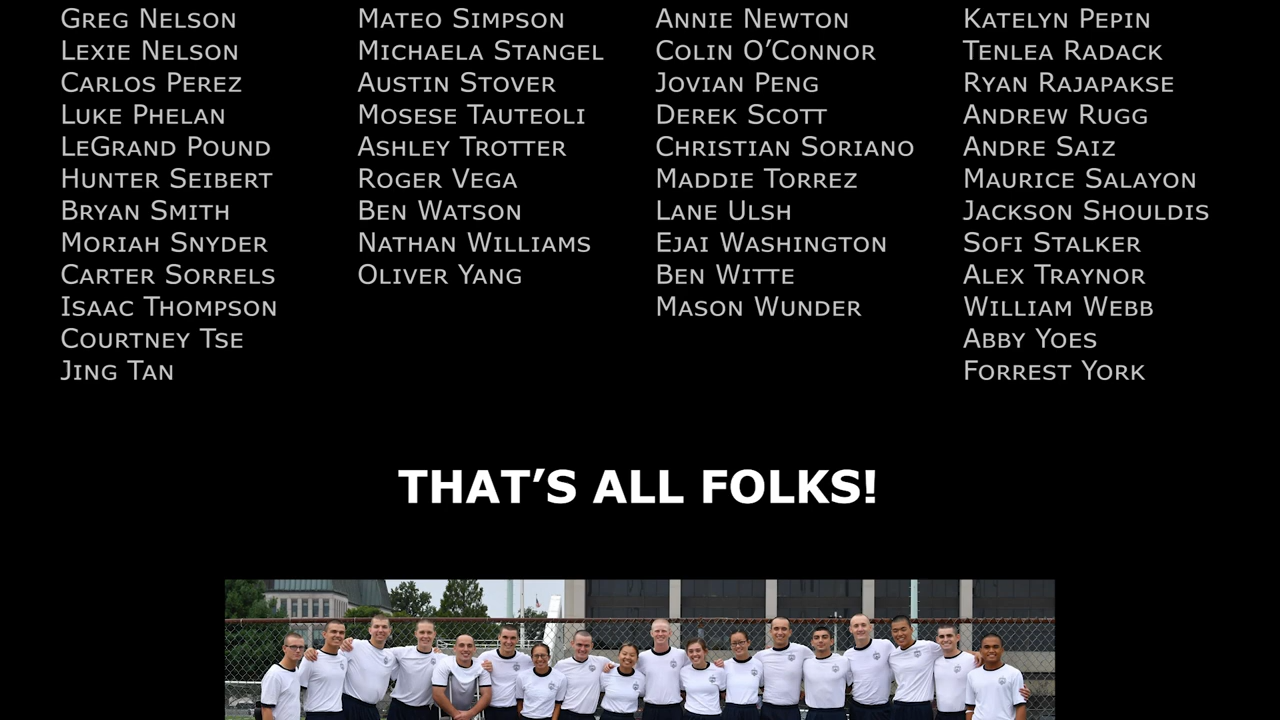 Greg Nelson
Lexie Nelson
Carlos Perez
Luke Phelan
LeGrand Pound
Hunter Seibert
Bryan Smith
Moriah Snyder
Carter Sorrels
Isaac Thompson
Courtney Tse
Jing Tan
Mateo Simpson
Michaela Stangel
Austin Stover
Mosese Tauteoli
Ashley Trotter
Roger Vega
Ben Watson
Nathan Williams
Oliver Yang
Annie Newton
Colin O’Connor
Jovian Peng
Derek Scott
Christian Soriano
Maddie Torrez
Lane Ulsh
Ejai Washington
Ben Witte
Mason Wunder
Katelyn Pepin
Tenlea Radack
Ryan Rajapakse
Andrew Rugg
Andre Saiz
Maurice Salayon
Jackson Shouldis
Sofi Stalker
Alex Traynor
William Webb
Abby Yoes
Forrest York
THAT’S ALL FOLKS!